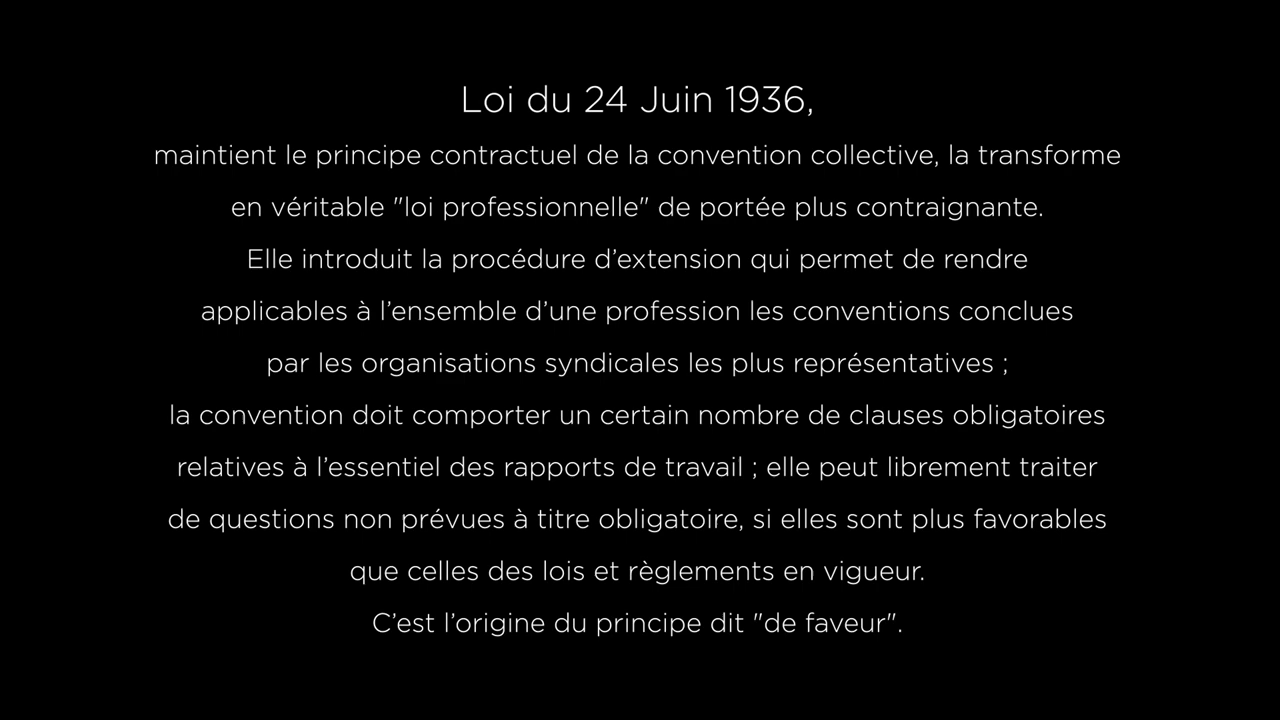 Loi du 24 Juin 1936,
maintient le principe contractuel de la convention collective, la transforme
en véritable "loi professionnelle" de portée plus contraignante.
Elle introduit la procédure d’extension qui permet de rendre
applicables à l’ensemble d’une profession les conventions conclues
par les organisations syndicales les plus représentatives ;
la convention doit comporter un certain nombre de clauses obligatoires
relatives à l’essentiel des rapports de travail ; elle peut librement traiter
de questions non prévues à titre obligatoire, si elles sont plus favorables
que celles des lois et règlements en vigueur.
C’est l’origine du principe dit "de faveur".